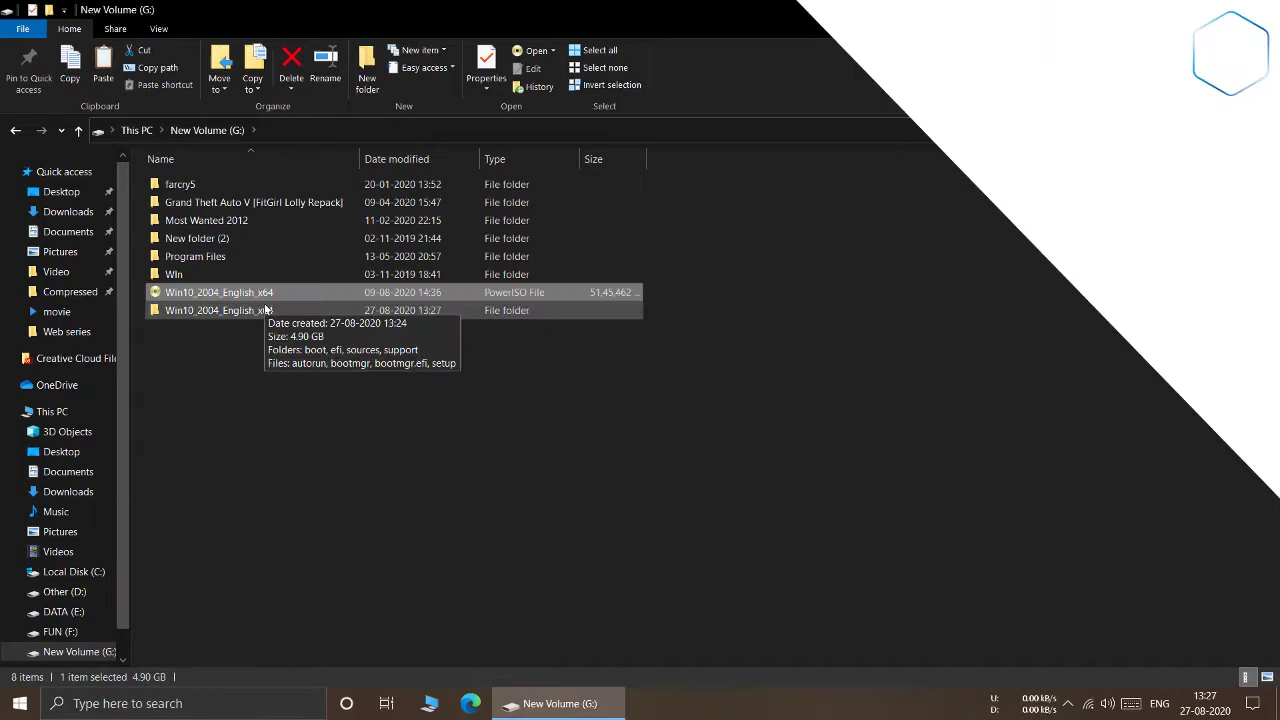 New Volume (G:)
File Home Share View
Pin to Quick access
Copy
Paste
Cut
Copy path
Paste shortcut
Clipboard
Move to
Copy to
Delete
Rename
Organize
New folder
New item
Easy access
New
Properties
Open
Edit
History
Open
Select all
Select none
Invert selection
Select
This PC > New Volume (G:) >
Name Date modified Type Size
farcry5 20-01-2020 13:52 File folder
Grand Theft Auto V [FitGirl Lolly Repack] 09-04-2020 15:47 File folder
Most Wanted 2012 11-02-2020 22:15 File folder
New folder (2) 02-11-2019 21:44 File folder
Program Files 13-05-2020 20:57 File folder
WIn 03-11-2019 18:41 File folder
Win10_2004_English_x64 09-08-2020 14:36 PowerISO File 51,45,462 ...
Win10_2004_English_x 27-08-2020 13:27 File folder
Date created: 27-08-2020 13:24
Size: 4.90 GB
Folders: boot, efi, sources, support
Files: autorun, bootmgr, bootmgr.efi, setup
Quick access
Desktop
Downloads
Documents
Pictures
Video
Compressed
movie
Web series
Creative Cloud File
OneDrive
This PC
3D Objects
Desktop
Documents
Downloads
Music
Pictures
Videos
Local Disk (C:)
Other (D:)
DATA (E:)
FUN (F:)
New Volume (G:
8 items 1 item selected 4.90 GB
Type here to search
New Volume (G:)
U: 0.00 kB/s
D: 0.00 kB/s
ENG
13:27
27-08-2020